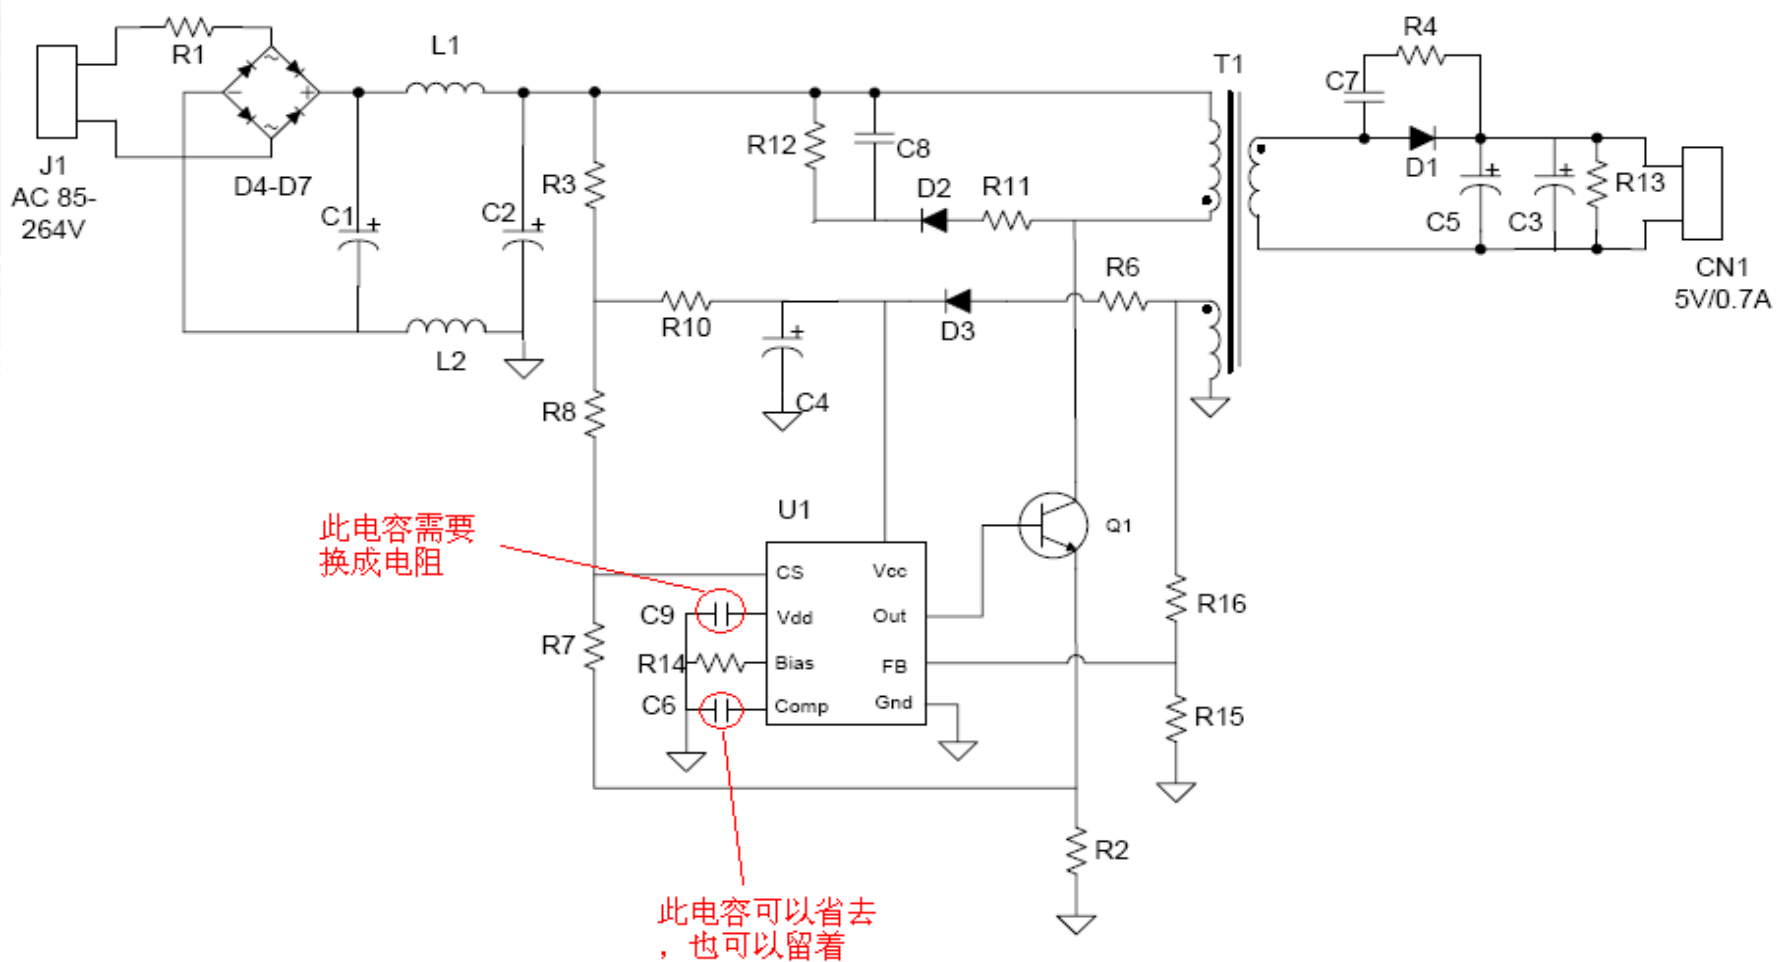 R4
L1
T1
R1
C7
R12
C8
J1
AC 85-
264V
D4-D7
R3
D2
R11
D1
R13
C1
+
C2
+
+
C5
+
C3
R6
CN1
5V/0.7A
R10
+
D3
L2
C4
R8
U1
Q1
此电容需要
换成电阻
CS
Vcc
C9
Vdd
Out
R16
R7
R14
Bias
FB
C6
Comp
Gnd
R15
R2
此电容可以省去
，也可以留着